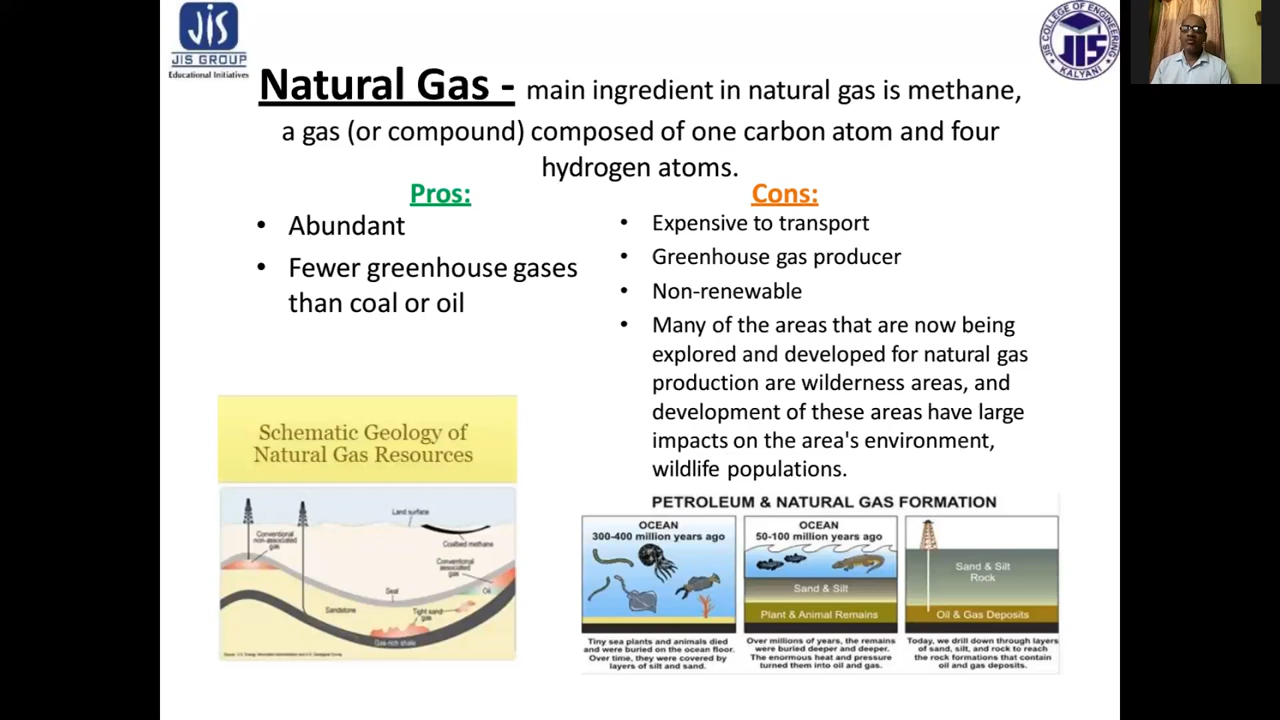 JIS
JIS GROUP
Educational Initiatives
JIS COLLEGE OF ENGINEERING
JIS
KALYANI
Natural Gas - main ingredient in natural gas is methane,
a gas (or compound) composed of one carbon atom and four
hydrogen atoms.
Pros:
• Abundant
• Fewer greenhouse gases
than coal or oil
Cons:
• Expensive to transport
• Greenhouse gas producer
• Non-renewable
• Many of the areas that are now being
explored and developed for natural gas
production are wilderness areas, and
development of these areas have large
impacts on the area's environment,
wildlife populations.
Schematic Geology of
Natural Gas Resources
Land surface
Conventional
non-associated
gas
Coalbed methane
Conventional
associated
gas
Seal
Oil
Sandstone
Tight sand
gas
Gas-rich shale
PETROLEUM & NATURAL GAS FORMATION
OCEAN
300-400 million years ago
Tiny sea plants and animals died
and were buried on the ocean floor.
Over time, they were covered by
layers of silt and sand.
OCEAN
50-100 million years ago
Sand & Silt
Plant & Animal Remains
Over millions of years, the remains
were buried deeper and deeper.
The enormous heat and pressure
turned them into oil and gas.
Sand & Silt
Rock
Oil & Gas Deposits
Today, we drill down through layers
of sand, silt, and rock to reach
the rock formations that contain
oil and gas deposits.